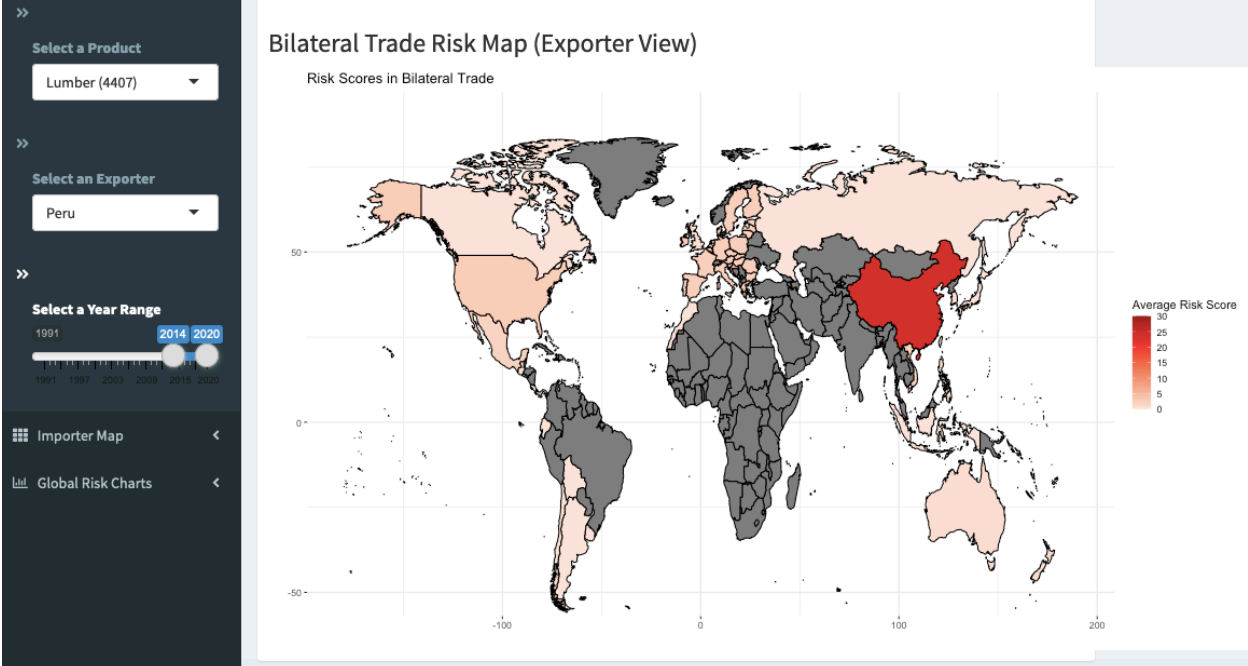 Select a Product
Lumber (4407)
Select an Exporter
Peru
Select a Year Range
1991
2014 2020
1991 1997 2003 2009 2015 2020
Importer Map
Global Risk Charts
Bilateral Trade Risk Map (Exporter View)
Risk Scores in Bilateral Trade
50
0
-50
-100 0 100 200
Average Risk Score
30
25
20
15
10
5
0